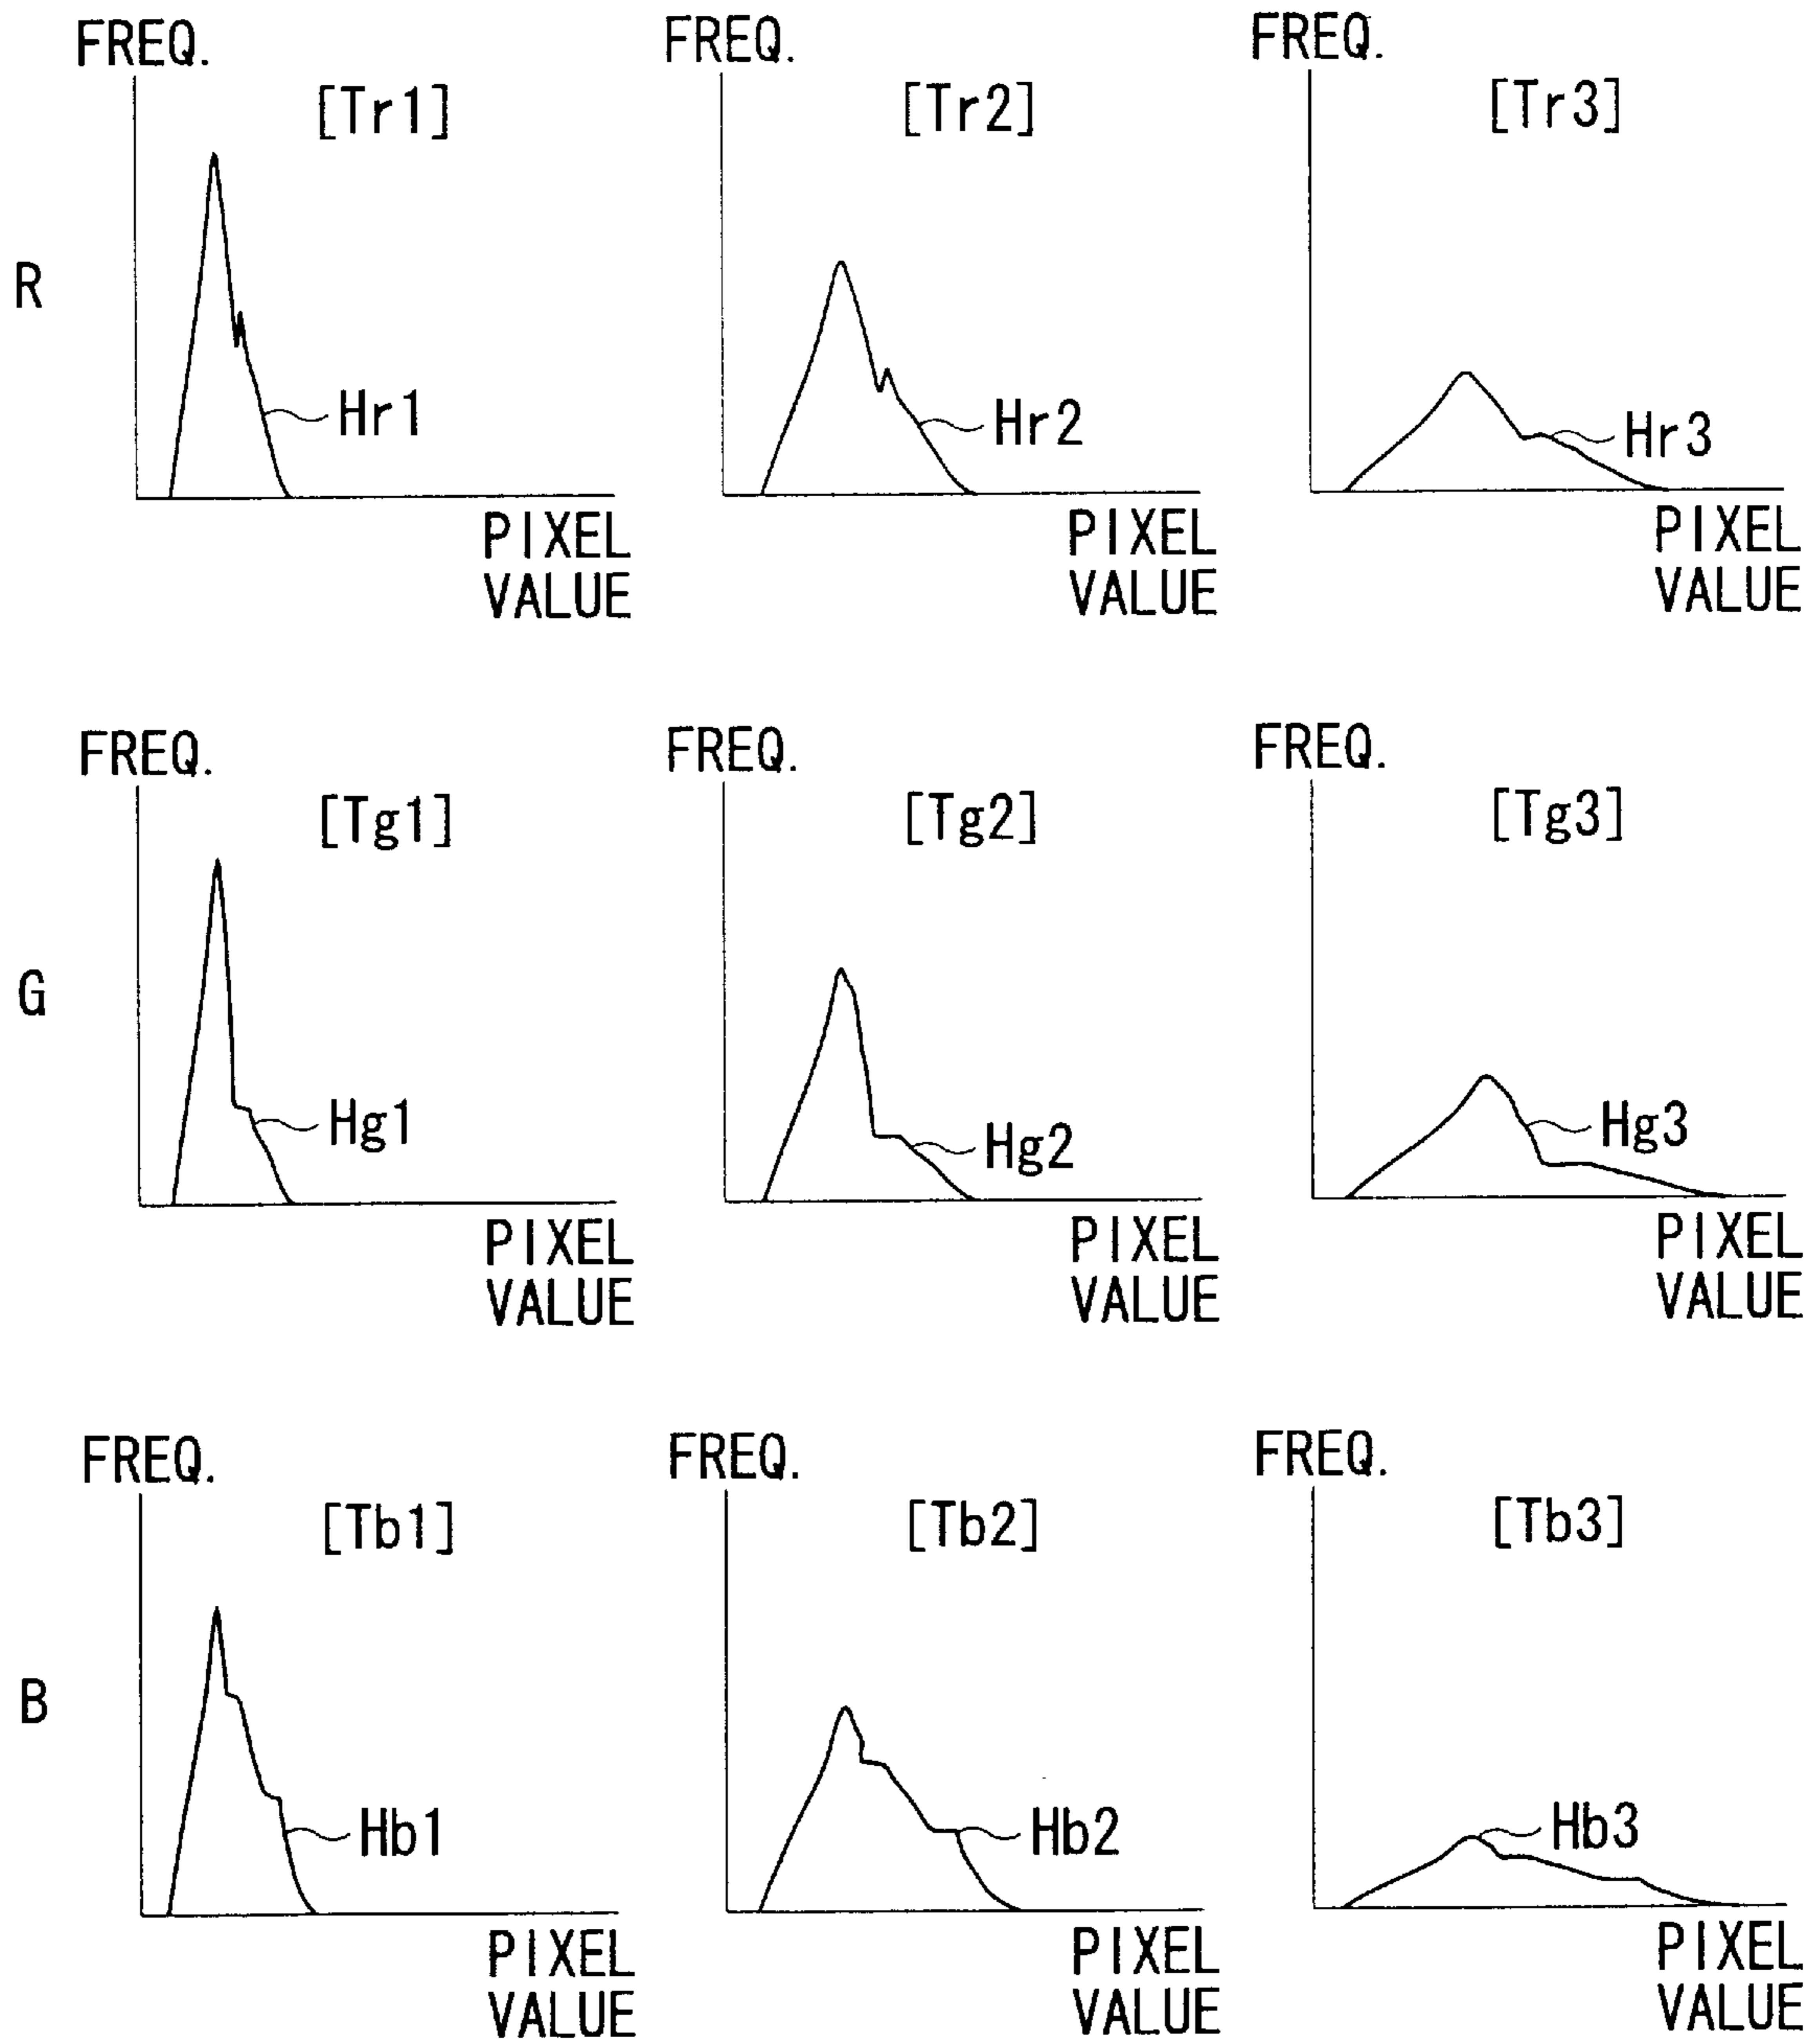 FREQ.
FREQ.
FREQ.
[Tr1]
[Tr2]
[Tr3]
R
Hr1
Hr2
Hr3
PIXEL
VALUE
PIXEL
VALUE
PIXEL
VALUE
FREQ.
FREQ.
FREQ.
[Tg1]
[Tg2]
[Tg3]
G
Hg1
Hg2
Hg3
PIXEL
VALUE
PIXEL
VALUE
PIXEL
VALUE
FREQ.
FREQ.
FREQ.
[Tb1]
[Tb2]
[Tb3]
B
Hb1
Hb2
Hb3
PIXEL
VALUE
PIXEL
VALUE
PIXEL
VALUE